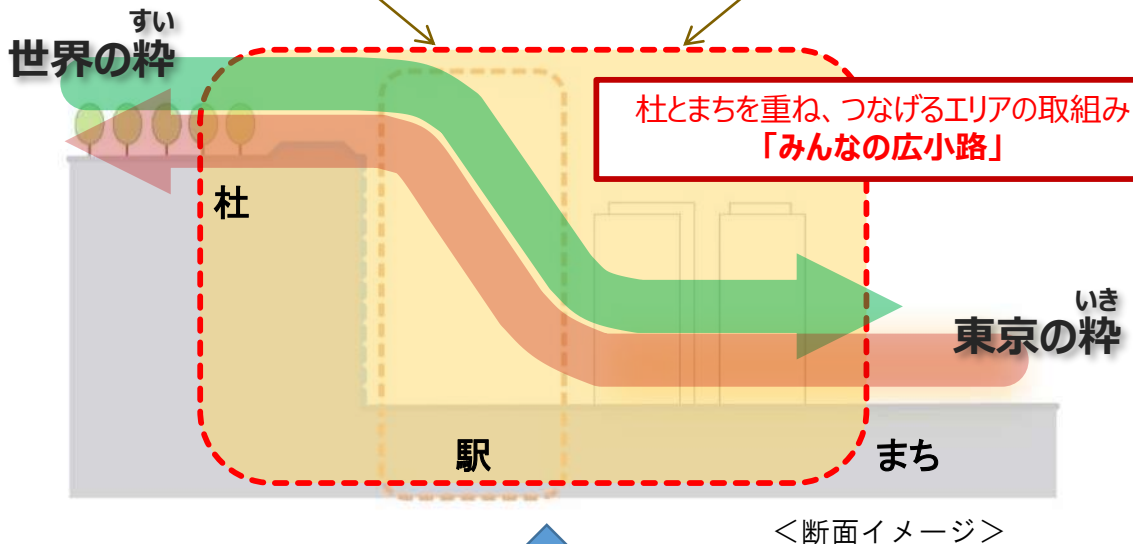 すい
世界の粋
杜とまちを重ね、つなげるエリアの取組み
「みんなの広小路」
杜
いき
東京の粋
駅
まち
＜断面イメージ＞